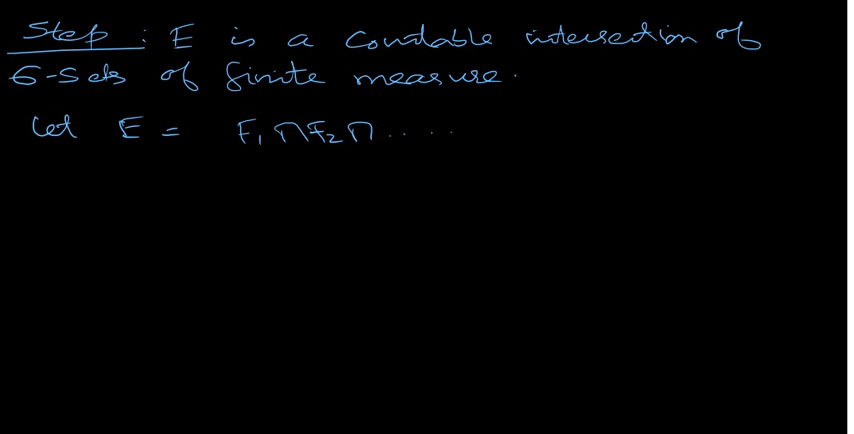 Step : E is a countable intersection of
G-Sets of finite measure.
Let E = F₁ ∩ F₂ ∩ .....